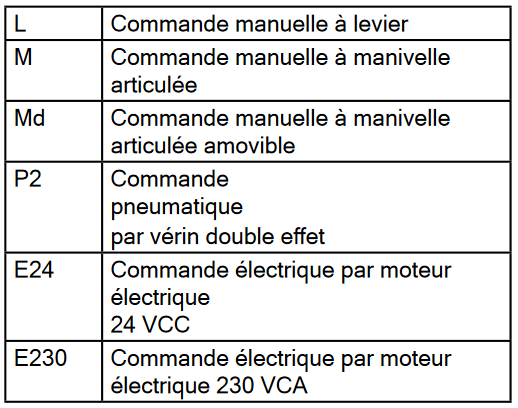 L Commande manuelle à levier
M Commande manuelle à manivelle
articulée
Md Commande manuelle à manivelle
articulée amovible
P2 Commande
pneumatique
par vérin double effet
E24 Commande électrique par moteur
électrique
24 VCC
E230 Commande électrique par moteur
électrique 230 VCA